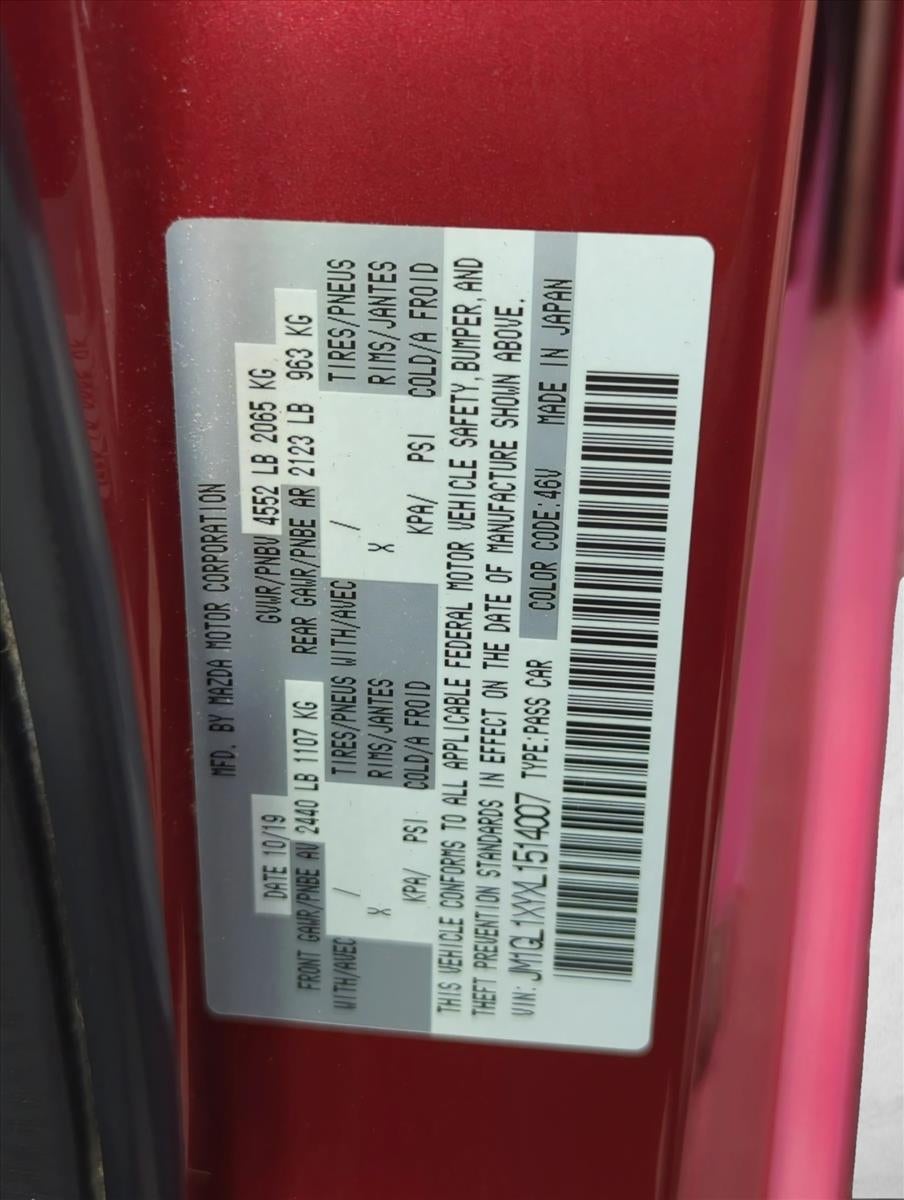 MFD. BY MAZDA MOTOR CORPORATION
DATE 10/19 GVWR/PNBV 4552 LB 2065 KG
FRONT GAWR/PNBE AV 2440 LB 1107 KG REAR GAWR/PNBE AR 2123 LB 963 KG
WITH/AVEC / TIRES/PNEUS WITH/AVEC / TIRES/PNEUS
X RIMS/JANTES X RIMS/JANTES
KPA/ PSI COLD/A FROID KPA/ PSI COLD/A FROID
THIS VEHICLE CONFORMS TO ALL APPLICABLE FEDERAL MOTOR VEHICLE SAFETY, BUMPER, AND
THEFT PREVENTION STANDARDS IN EFFECT ON THE DATE OF MANUFACTURE SHOWN ABOVE.
VIN: JM1GL1XYXL1514007 TYPE:PASS CAR COLOR CODE:46V MADE IN JAPAN